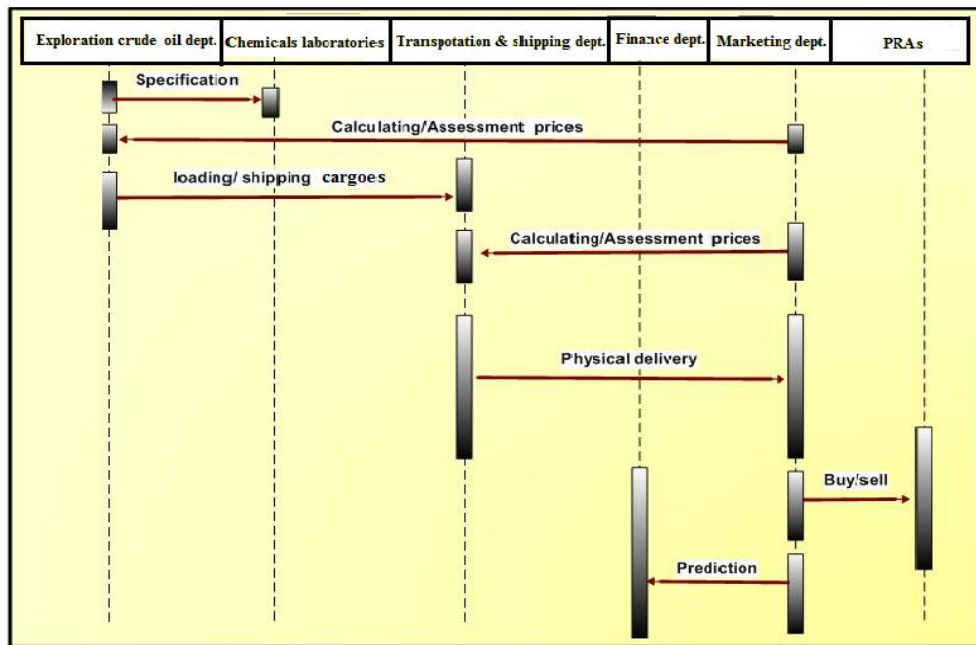 Exploration crude oil dept.
Chemicals laboratories
Transpotation & shipping dept.
Finance dept.
Marketing dept.
PRAs
Specification
Calculating/Assessment prices
loading/ shipping cargoes
Calculating/Assessment prices
Physical delivery
Buy/sell
Prediction